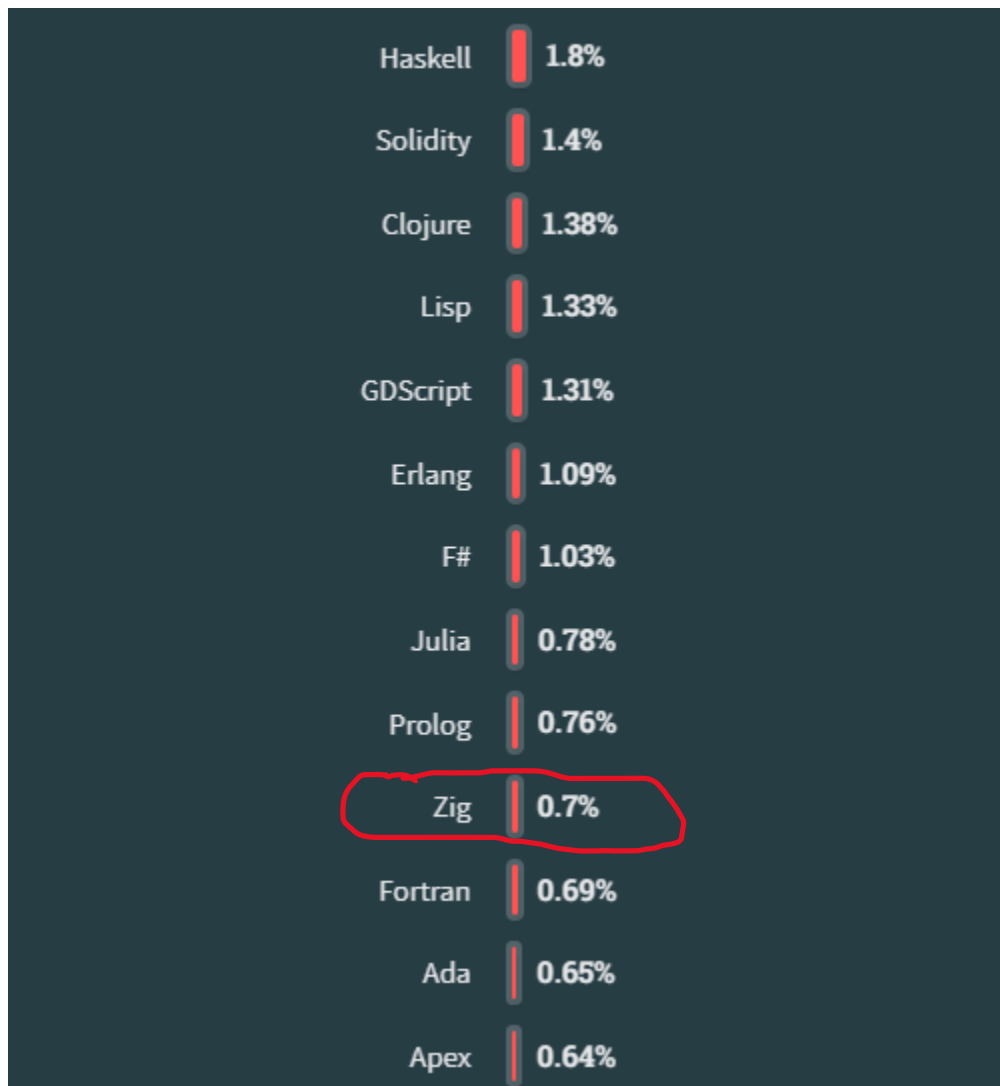 Haskell 1.8%
Solidity 1.4%
Clojure 1.38%
Lisp 1.33%
GDScript 1.31%
Erlang 1.09%
F# 1.03%
Julia 0.78%
Prolog 0.76%
Zig 0.7%
Fortran 0.69%
Ada 0.65%
Apex 0.64%